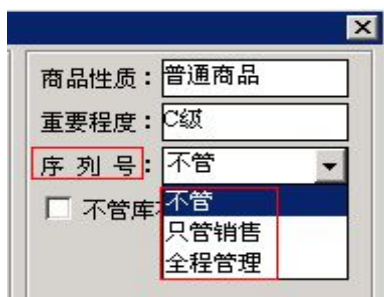 商品性质：普通商品
重要程度：C级
序 列 号：不管
不管库
不管
只管销售
全程管理